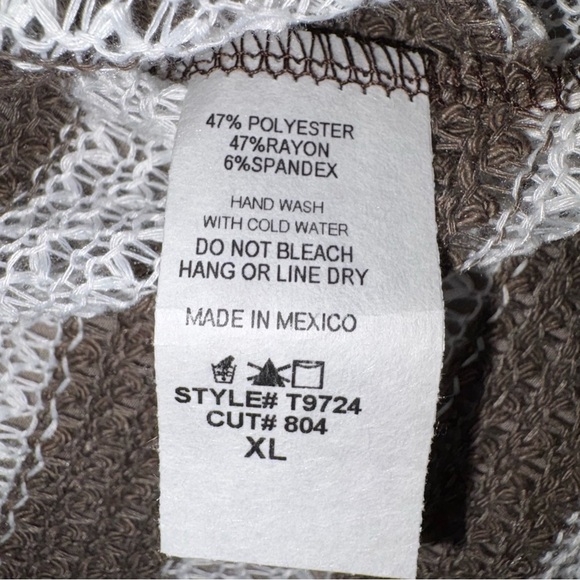 47% POLYESTER
47%RAYON
6%SPANDEX
HAND WASH
WITH COLD WATER
DO NOT BLEACH
HANG OR LINE DRY
MADE IN MEXICO
STYLE# T9724
CUT# 804
XL